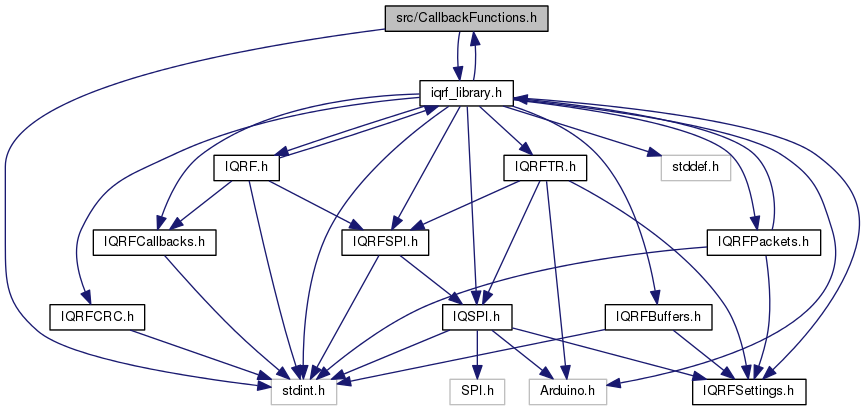 src/CallbackFunctions.h
iqrf_library.h
IQRF.h
IQRFTR.h
stddef.h
IQRFCallbacks.h
IQRFSPI.h
IQRFPackets.h
IQRFCRC.h
IQSPI.h
IQRFBuffers.h
stdint.h
SPI.h
Arduino.h
IQRFSettings.h